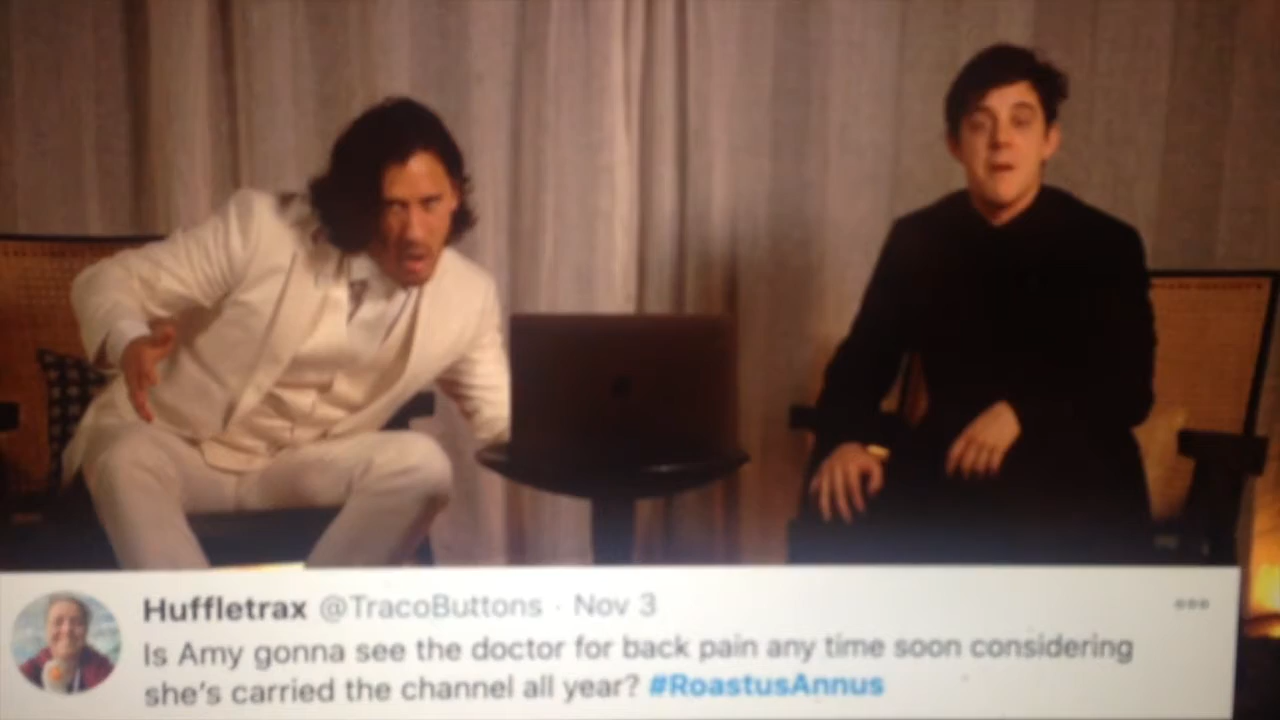 Huffletrax @TracoButtons · Nov 3
Is Amy gonna see the doctor for back pain any time soon considering
she's carried the channel all year? #RoastusAnnus